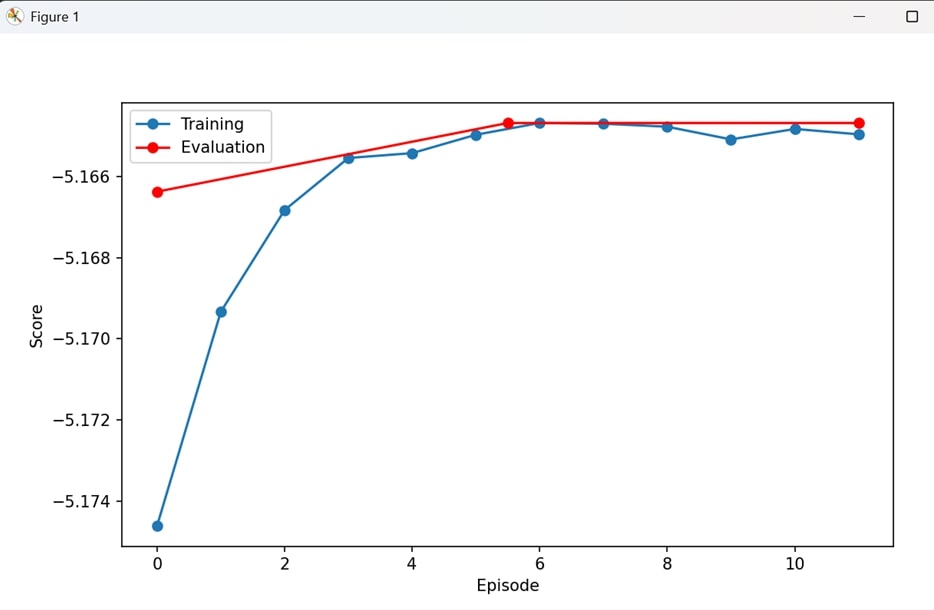 Figure 1
Training
Evaluation
−5.166
−5.168
−5.170
−5.172
−5.174
Score
0 2 4 6 8 10
Episode